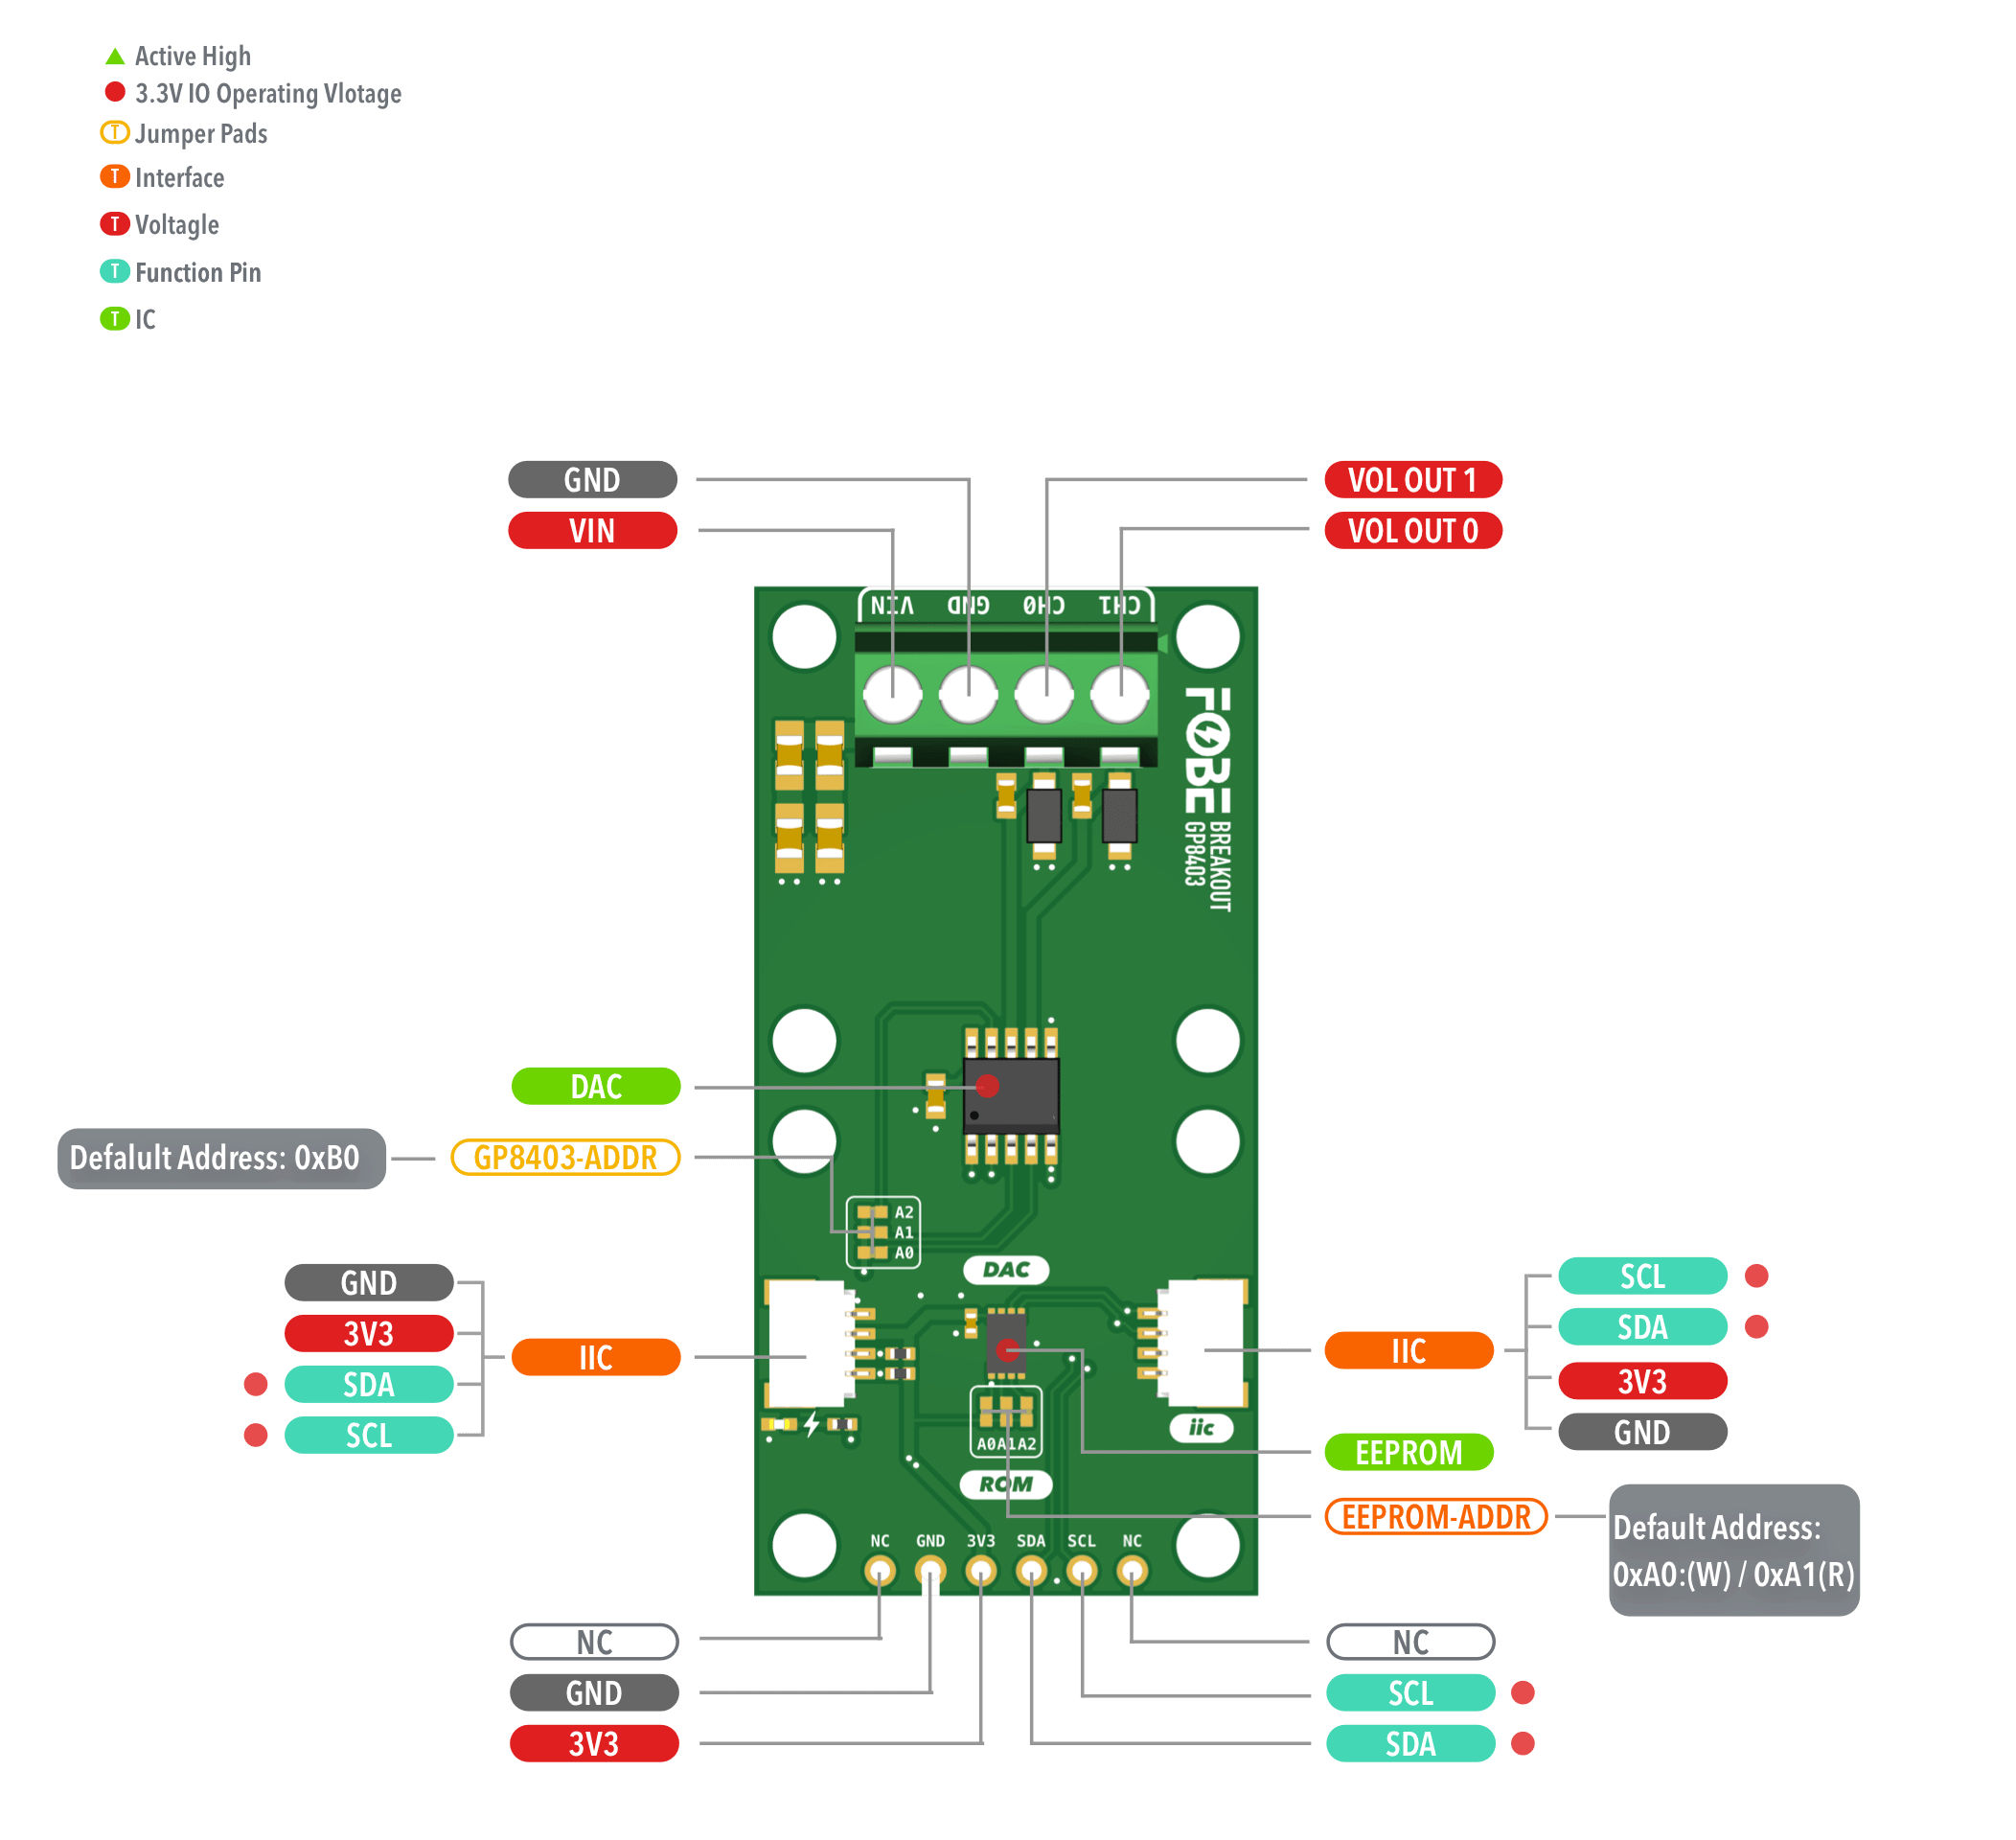 Active High
3.3V IO Operating Vlotage
T Jumper Pads
T Interface
T Voltagle
T Function Pin
T IC
GND
VIN
VOL OUT 1
VOL OUT 0
VIN GND CH0 CH1
FOBE
BREAKOUT
GP8403
DAC
Defalult Address: 0xB0
GP8403-ADDR
A2
A1
A0
DAC
GND
3V3
SDA
SCL
IIC
IIC
SCL
SDA
3V3
GND
iic
A0A1A2
ROM
EEPROM
EEPROM-ADDR
Default Address:
0xA0:(W) / 0xA1(R)
NC GND 3V3 SDA SCL NC
NC
GND
3V3
NC
SCL
SDA